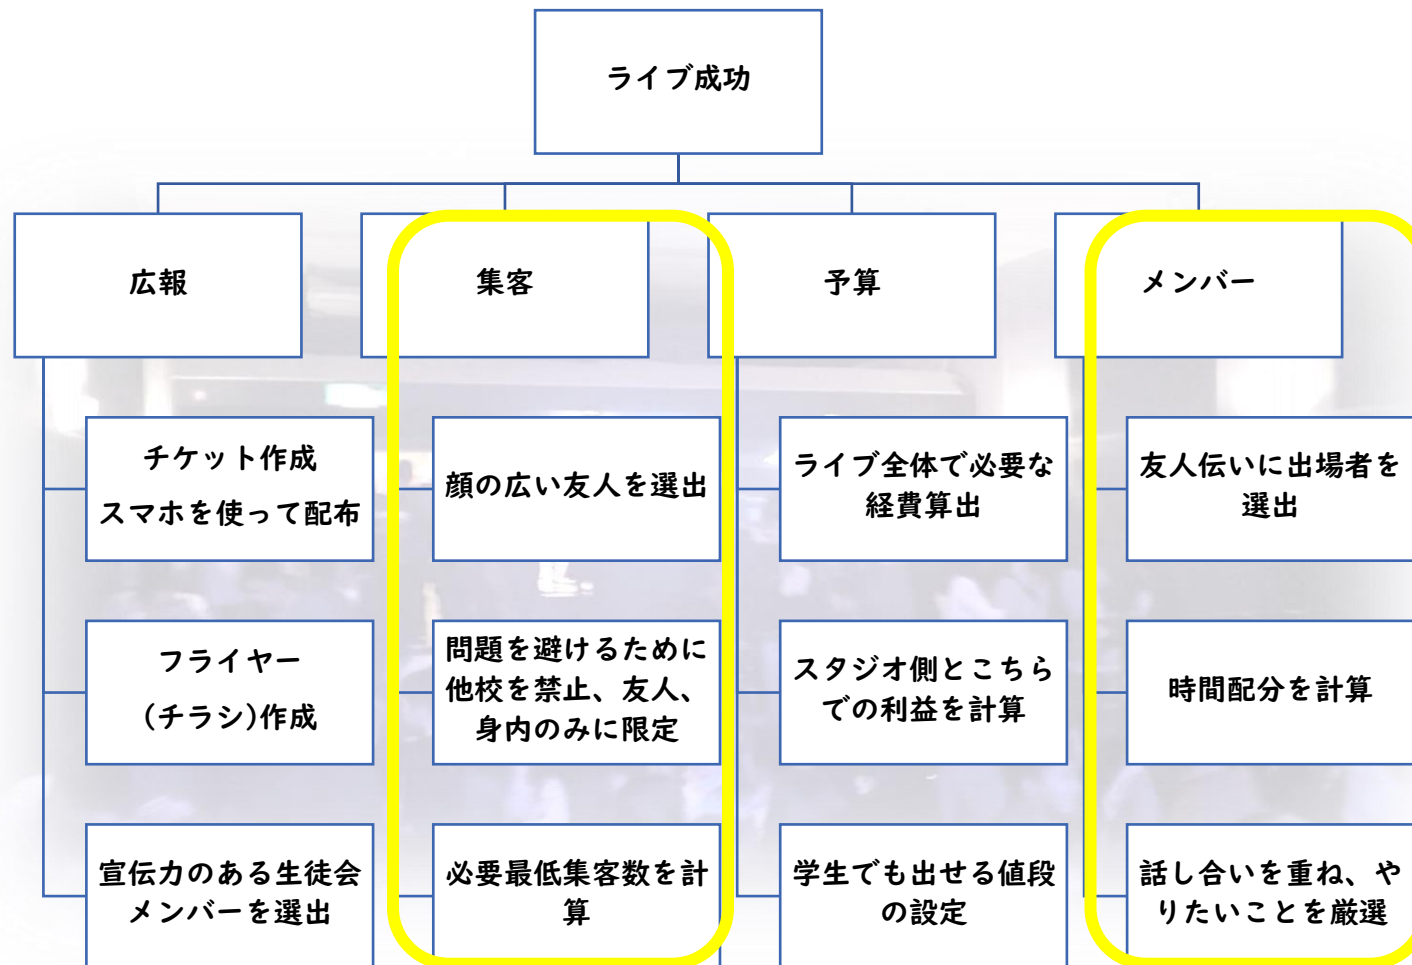 ライブ成功
広報
集客
予算
メンバー
チケット作成
スマホを使って配布
顔の広い友人を選出
ライブ全体で必要な
経費算出
友人伝いに出場者を
選出
フライヤー
(チラシ)作成
問題を避けるために
他校を禁止、友人、
身内のみに限定
スタジオ側とこちら
での利益を計算
時間配分を計算
宣伝力のある生徒会
メンバーを選出
必要最低集客数を計
算
学生でも出せる値段
の設定
話し合いを重ね、や
りたいことを厳選